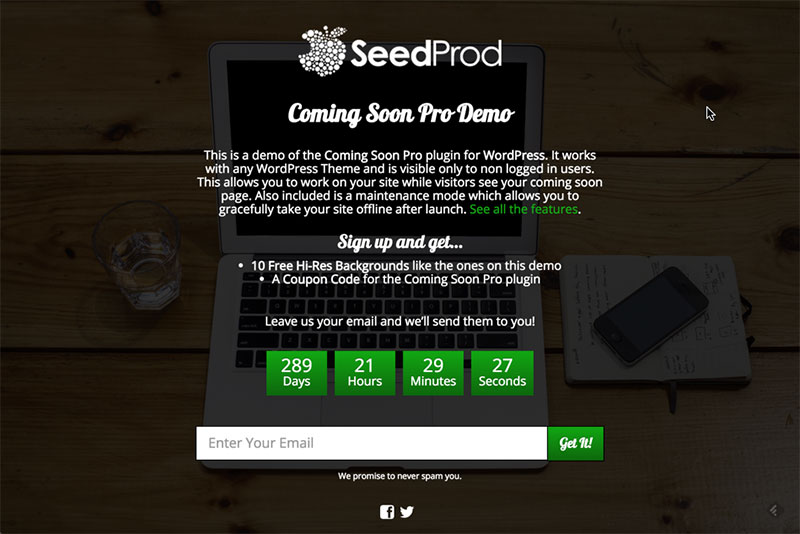 SeedProd
Coming Soon Pro Demo
This is a demo of the Coming Soon Pro plugin for WordPress. It works
with any WordPress Theme and is visible only to non logged in users.
This allows you to work on your site while visitors see your coming soon
page. Also included is a maintenance mode which allows you to
gracefully take your site offline after launch. See all the features.
Sign up and get...
• 10 Free Hi-Res Backgrounds like the ones on this demo
• A Coupon Code for the Coming Soon Pro plugin
Leave us your email and we'll send them to you!
289 21 29 27
Days Hours Minutes Seconds
Enter Your Email Get It!
We promise to never spam you.